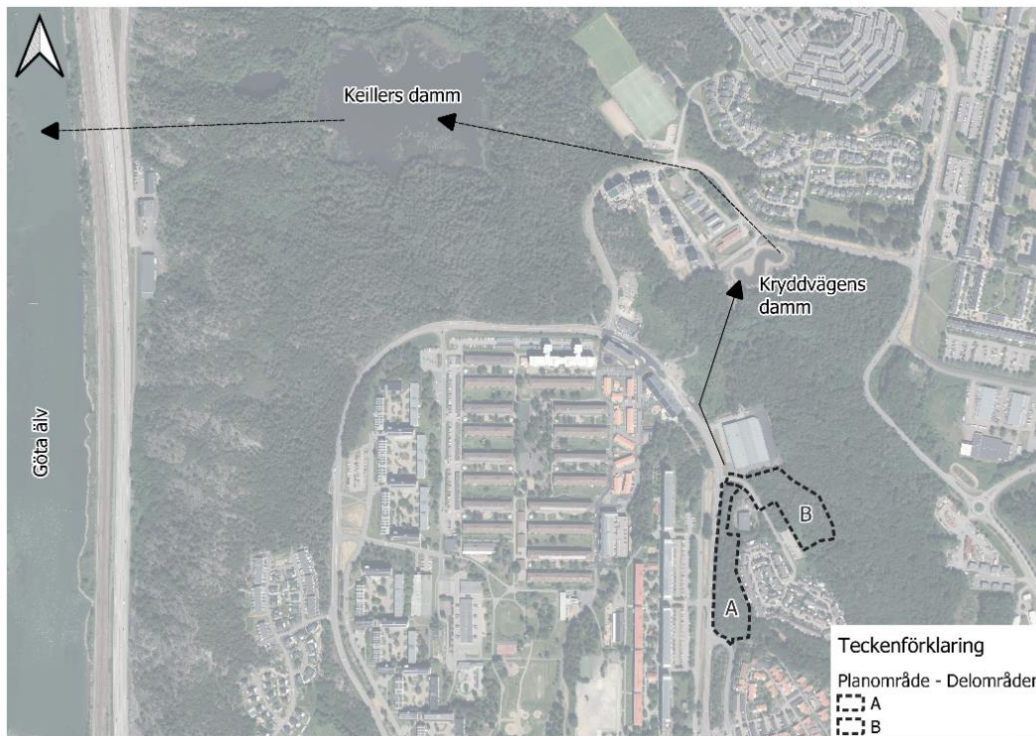 Keillers damm
Kryddvägens
damm
Göta älv
B
A
Teckenförklaring
Planområde - Delområden
A
B